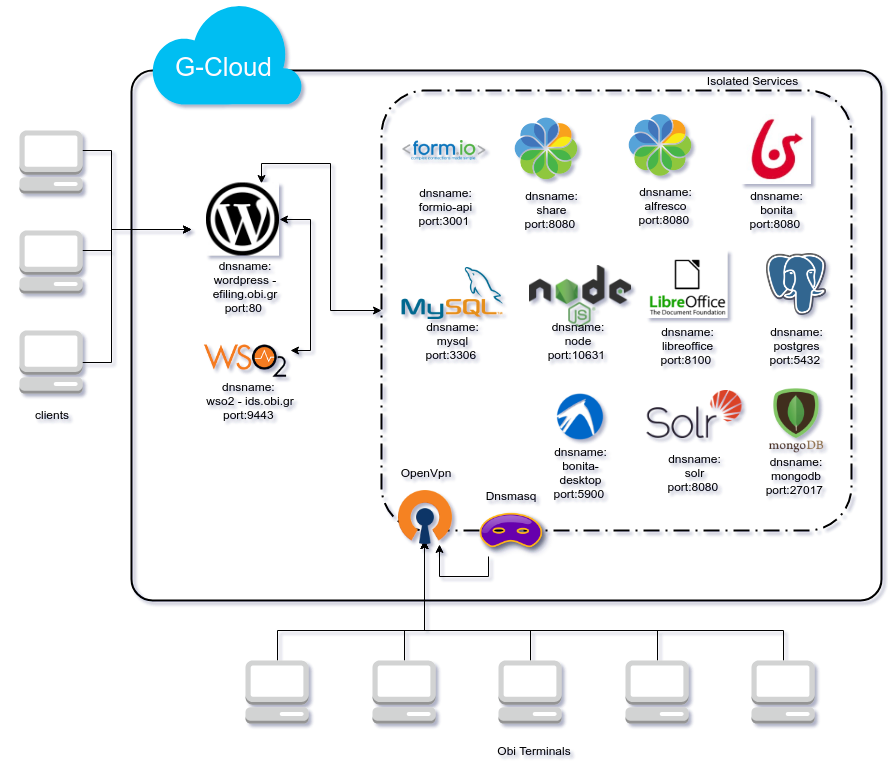 G-Cloud
Isolated Services
<form.io>
dnsname:
formio-api
port:3001
dnsname:
share
port:8080
dnsname:
alfresco
port:8080
dnsname:
bonita
port:8080
W
dnsname:
wordpress -
efiling.obi.gr
port:80
MySQL
dnsname:
mysql
port:3306
node
JS
dnsname:
node
port:10631
LibreOffice
The Document Foundation
dnsname:
libreoffice
port:8100
dnsname:
postgres
port:5432
WSO2
dnsname:
wso2 - ids.obi.gr
port:9443
clients
dnsname:
bonita-
desktop
port:5900
Solr
dnsname:
solr
port:8080
mongoDB
dnsname:
mongodb
port:27017
OpenVpn
Dnsmasq
Obi Terminals